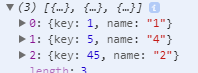 ▼ (3) [{…}, {…}, {…}] i
▶ 0: {key: 1, name: "1"}
▶ 1: {key: 5, name: "4"}
▶ 2: {key: 45, name: "2"}
length: 3